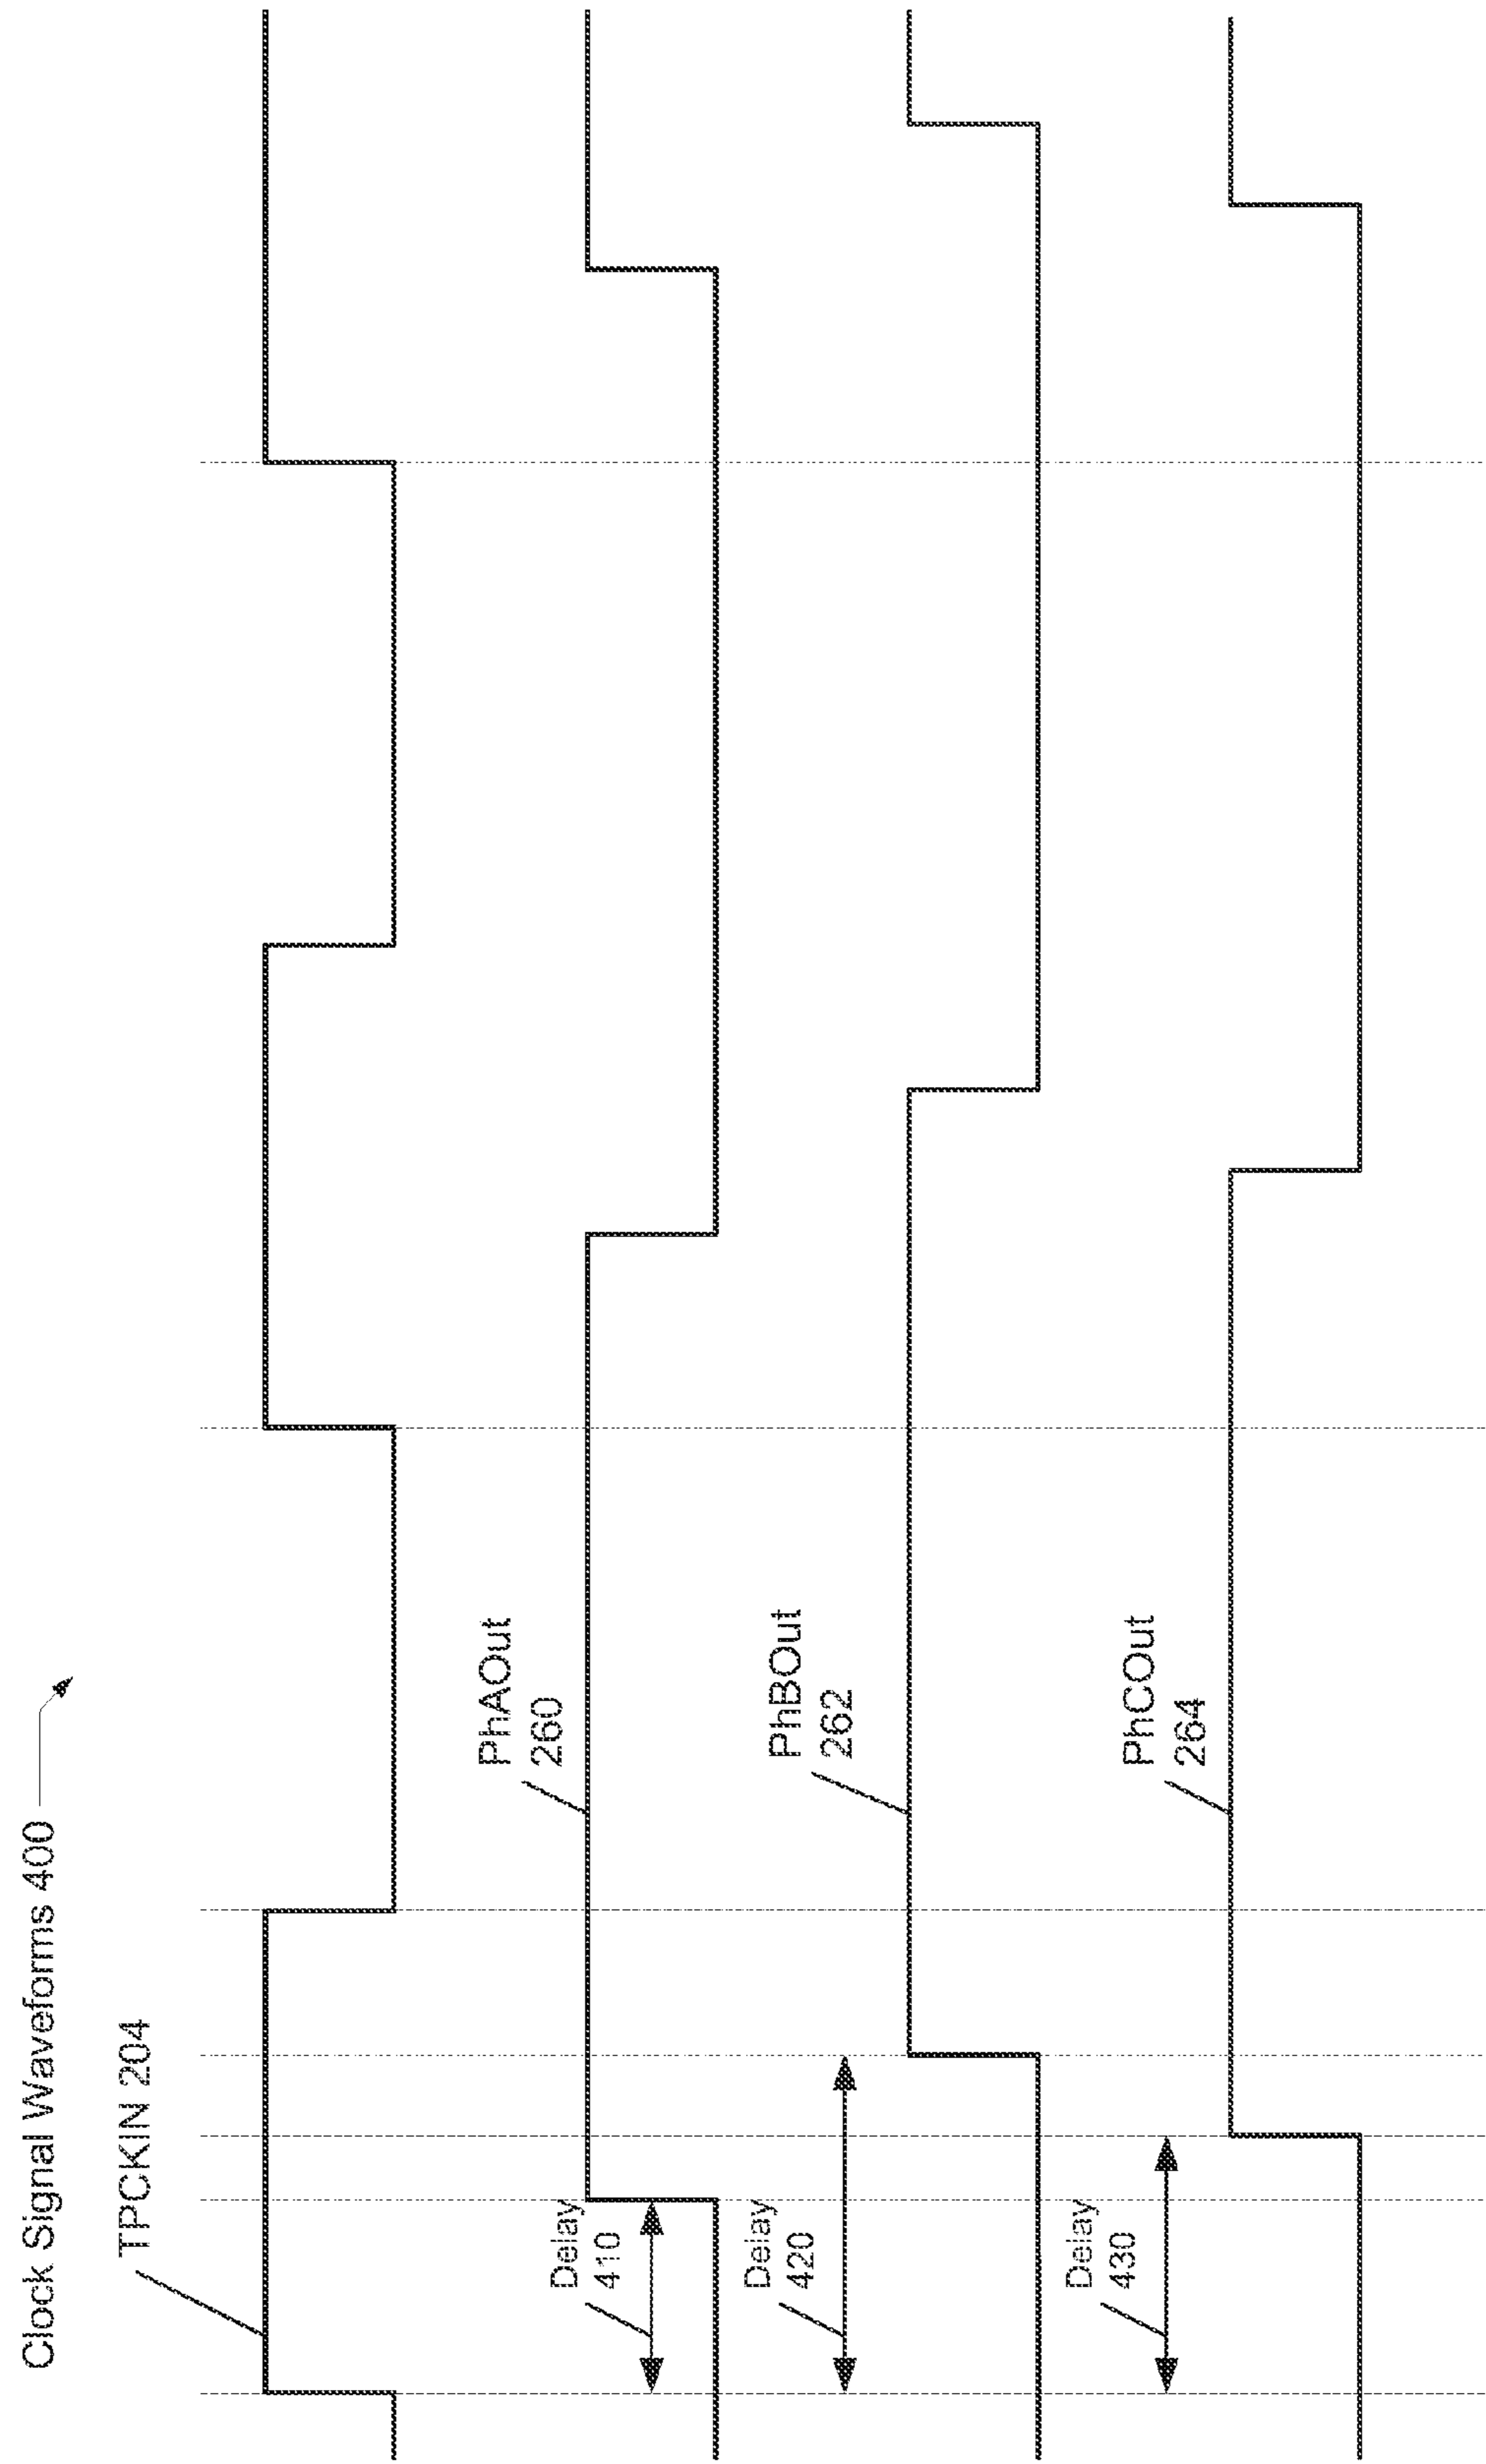 Clock Signal Waveforms 400
TPCKIN 204
PhAOut
260
Delay
410
PhBOut
262
Delay
420
PhCOut
264
Delay
430